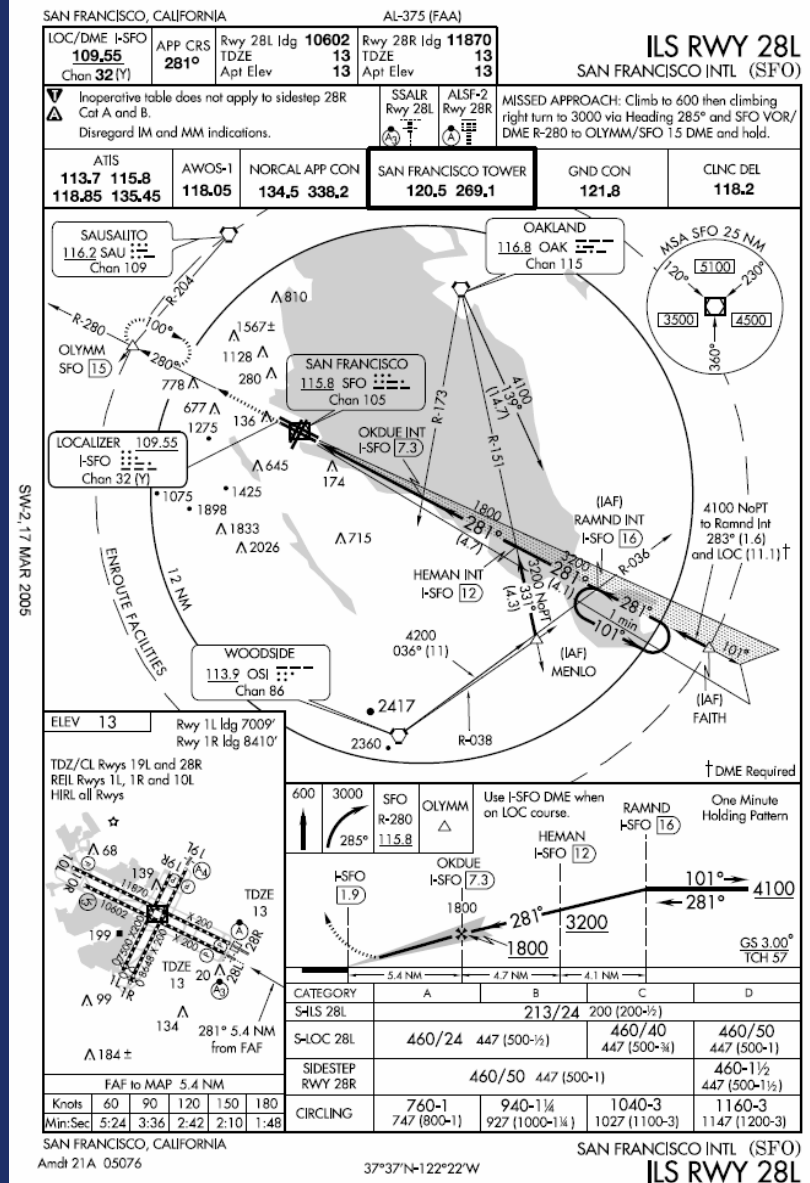 SAN FRANCISCO, CALIFORNIA
AL-375 (FAA)
LOC/DME I-SFO
109.55
Chan 32 (Y)
APP CRS
281°
Rwy 28L ldg 10602
TDZE 13
Apt Elev 13
Rwy 28R ldg 11870
TDZE 13
Apt Elev 13
ILS RWY 28L
SAN FRANCISCO INTL (SFO)
T
A
Inoperative table does not apply to sidestep 28R
Cat A and B.
Disregard IM and MM indications.
SSALR
Rwy 28L
A3
ALSF-2
Rwy 28R
A
MISSED APPROACH: Climb to 600 then climbing
right turn to 3000 via Heading 285° and SFO VOR/
DME R-280 to OLYMM/SFO 15 DME and hold.
ATIS
113.7 115.8
118.85 135.45
AWOS-1
118.05
NORCAL APP CON
134.5 338.2
SAN FRANCISCO TOWER
120.5 269.1
GND CON
121.8
CLNC DEL
118.2
SAUSALITO
116.2 SAU
Chan 109
OAKLAND
116.8 OAK
Chan 115
MSA SFO 25 NM
120°
5100
230°
3500
4500
360°
R-204
R-280
100°
280°
OLYMM
SFO 15
810
1567±
1128
280
778
677
136
1275
SAN FRANCISCO
115.8 SFO
Chan 105
LOCALIZER 109.55
I-SFO
Chan 32 (Y)
OKDUE INT
I-SFO 7.3
R-173
R-151
4100
139°
(14.7)
645
174
1075
1425
1898
1833
2026
715
1800
281°
(4.7)
(IAF)
RAMND INT
I-SFO 16
4100 NoPT
to Ramnd Int
283° (1.6)
and LOC (11.1) †
HEMAN INT
I-SFO 12
3200
281°
(4.1)
R-036
3200 NoPT
331°
(4.3)
281°
1 min
101°
101°
(IAF)
MENLO
(IAF)
FAITH
ENROUTE FACILITIES
12 NM
4200
036° (11)
WOODSIDE
113.9 OSI
Chan 86
2417
2360
R-038
† DME Required
SW-2, 17 MAR 2005
ELEV 13
Rwy 1L ldg 7009'
Rwy 1R ldg 8410'
TDZ/CL Rwys 19L and 28R
REIL Rwys 1L, 1R and 10L
HIRL all Rwys
68
139
19R
19L
10L
10R
11870
10602
X 200
X 200
TDZE
13
A
28R
28L
199
7500 X 200
8648 X 200
TDZE
13
20
A3
1L
1R
99
134
281° 5.4 NM
from FAF
184 ±
FAF to MAP 5.4 NM
Knots 60 90 120 150 180
Min:Sec 5:24 3:36 2:42 2:10 1:48
600
3000
285°
SFO
R-280
115.8
OLYMM
Use I-SFO DME when
on LOC course.
HEMAN
I-SFO 12
RAMND
I-SFO 16
One Minute
Holding Pattern
I-SFO
1.9
OKDUE
I-SFO 7.3
1800
281°
1800
3200
101°
281°
4100
GS 3.00°
TCH 57
5.4 NM
4.7 NM
4.1 NM
CATEGORY A B C D
S-ILS 28L 213/24 200 (200-½)
S-LOC 28L 460/24 447 (500-½) 460/40 447 (500-¾) 460/50 447 (500-1)
SIDESTEP RWY 28R 460/50 447 (500-1) 460-1½ 447 (500-1½)
CIRCLING 760-1 747 (800-1) 940-1¼ 927 (1000-1¼) 1040-3 1027 (1100-3) 1160-3 1147 (1200-3)
SAN FRANCISCO, CALIFORNIA
Amdt 21A 05076
37°37'N-122°22'W
SAN FRANCISCO INTL (SFO)
ILS RWY 28L